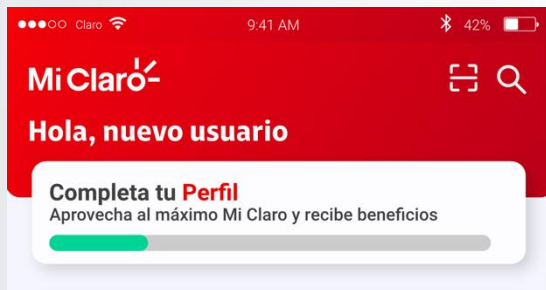 Claro
9:41 AM
42%
Mi Claro
Hola, nuevo usuario
Completa tu Perfil
Aprovecha al máximo Mi Claro y recibe beneficios